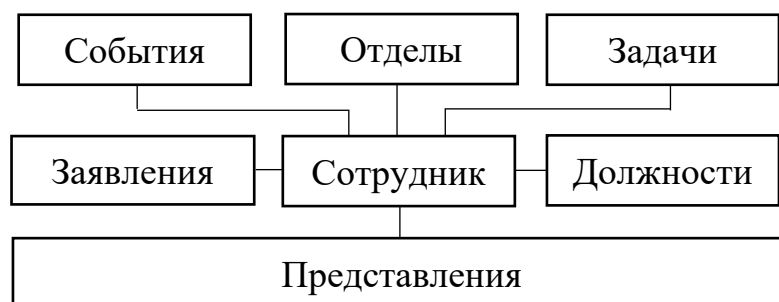 События
Отделы
Задачи
Заявления
Сотрудник
Должности
Представления